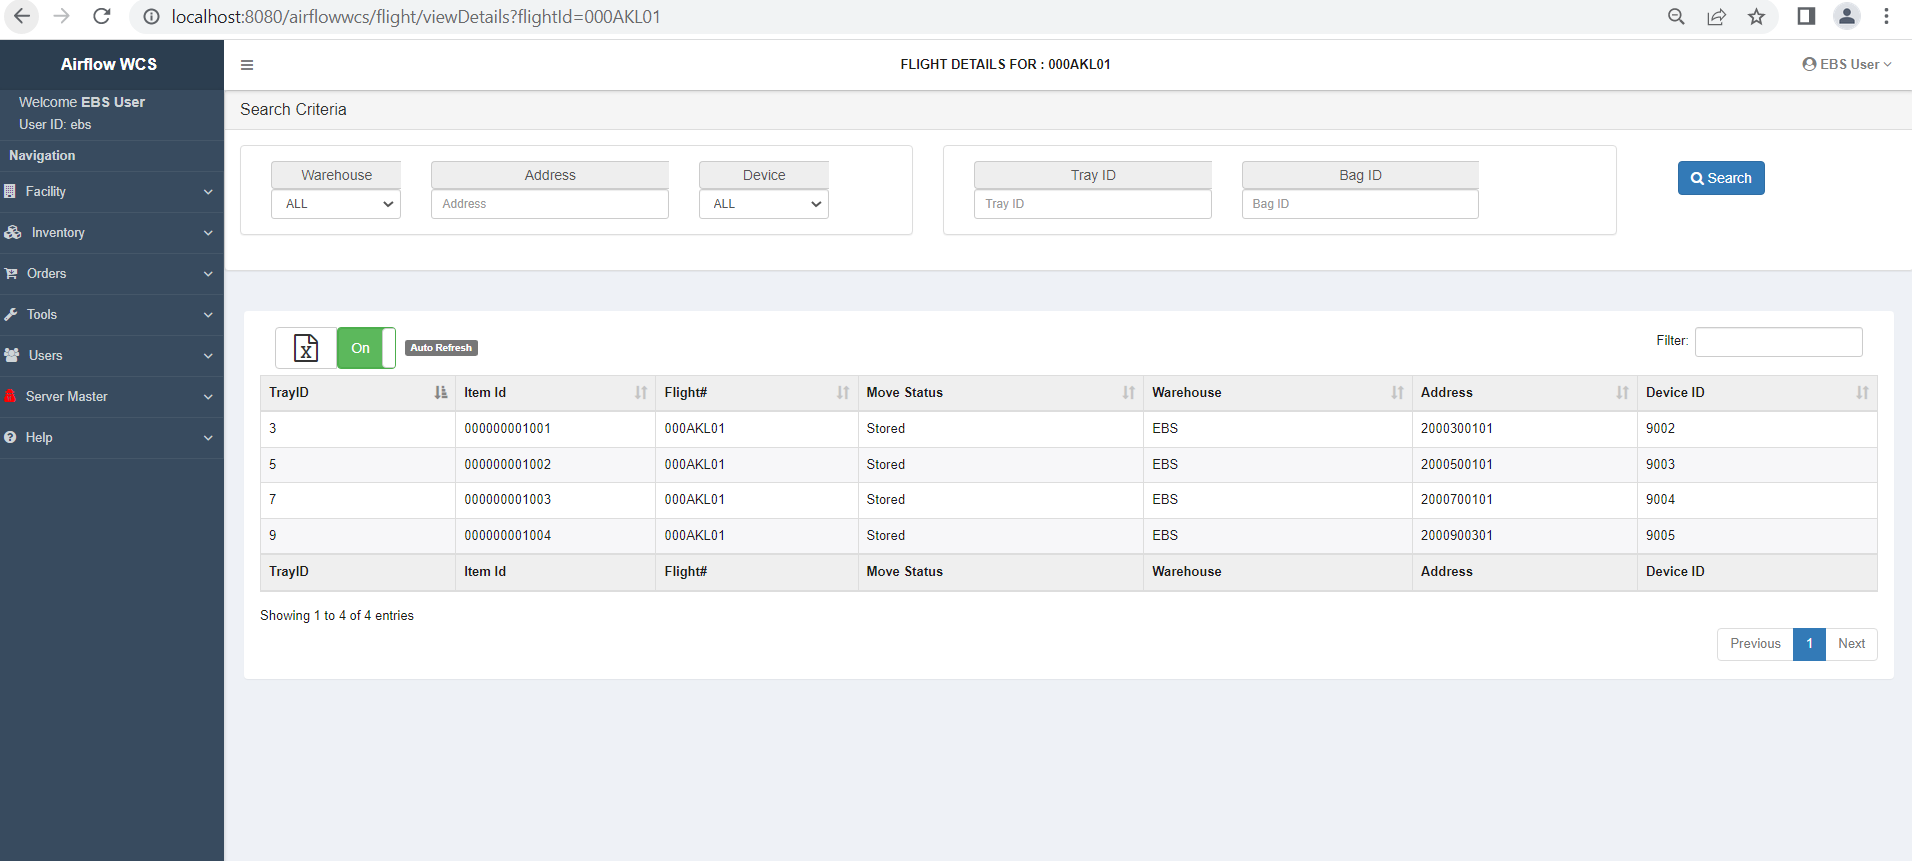 localhost:8080/airflowwcs/flight/viewDetails?flightId=000AKL01
Airflow WCS
FLIGHT DETAILS FOR : 000AKL01
EBS User
Welcome EBS User
User ID: ebs
Navigation
Facility
Inventory
Orders
Tools
Users
Server Master
Help
Search Criteria
Warehouse Address Device Tray ID Bag ID
ALL Address ALL Tray ID Bag ID
Search
X On Auto Refresh Filter:
TrayID Item Id Flight# Move Status Warehouse Address Device ID
3 000000001001 000AKL01 Stored EBS 2000300101 9002
5 000000001002 000AKL01 Stored EBS 2000500101 9003
7 000000001003 000AKL01 Stored EBS 2000700101 9004
9 000000001004 000AKL01 Stored EBS 2000900301 9005
TrayID Item Id Flight# Move Status Warehouse Address Device ID
Showing 1 to 4 of 4 entries
Previous 1 Next